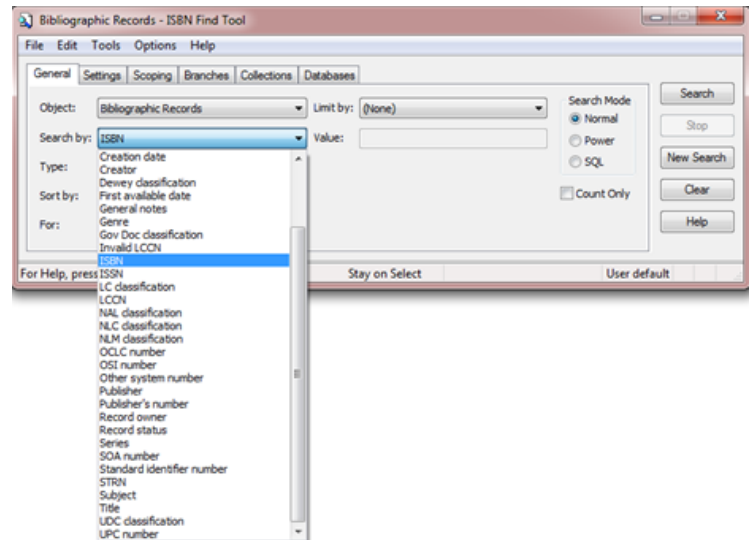 Bibliographic Records - ISBN Find Tool
File Edit Tools Options Help
General Settings Scoping Branches Collections Databases
Object: Bibliographic Records Limit by: (None)
Search by: ISBN Value:
Type:
Sort by:
For:
Search Mode
Normal
Power
SQL
Count Only
Search
Stop
New Search
Clear
Help
Creation date
Creator
Dewey classification
First available date
General notes
Genre
Gov Doc classification
Invalid LCCN
ISBN
ISSN
LC classification
LCCN
NAL classification
NLC classification
NLM classification
OCLC number
OSI number
Other system number
Publisher
Publisher's number
Record owner
Record status
Series
SOA number
Standard identifier number
STRN
Subject
Title
UDC classification
UPC number
For Help, press Stay on Select User default